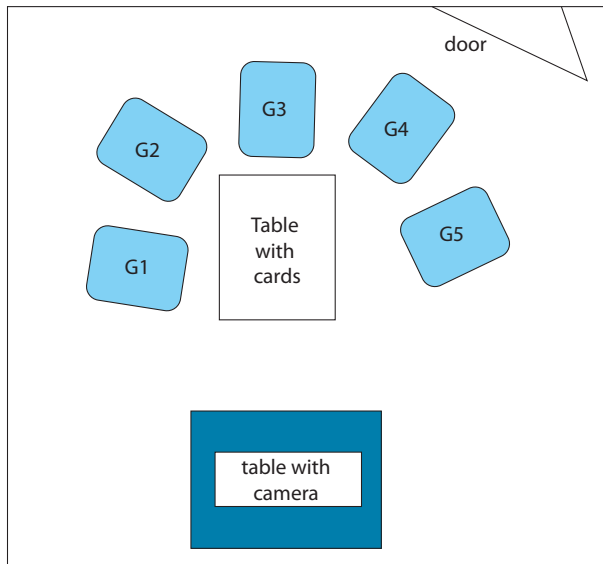 door
G3
G4
G2
Table
with
cards
G5
G1
table with
camera